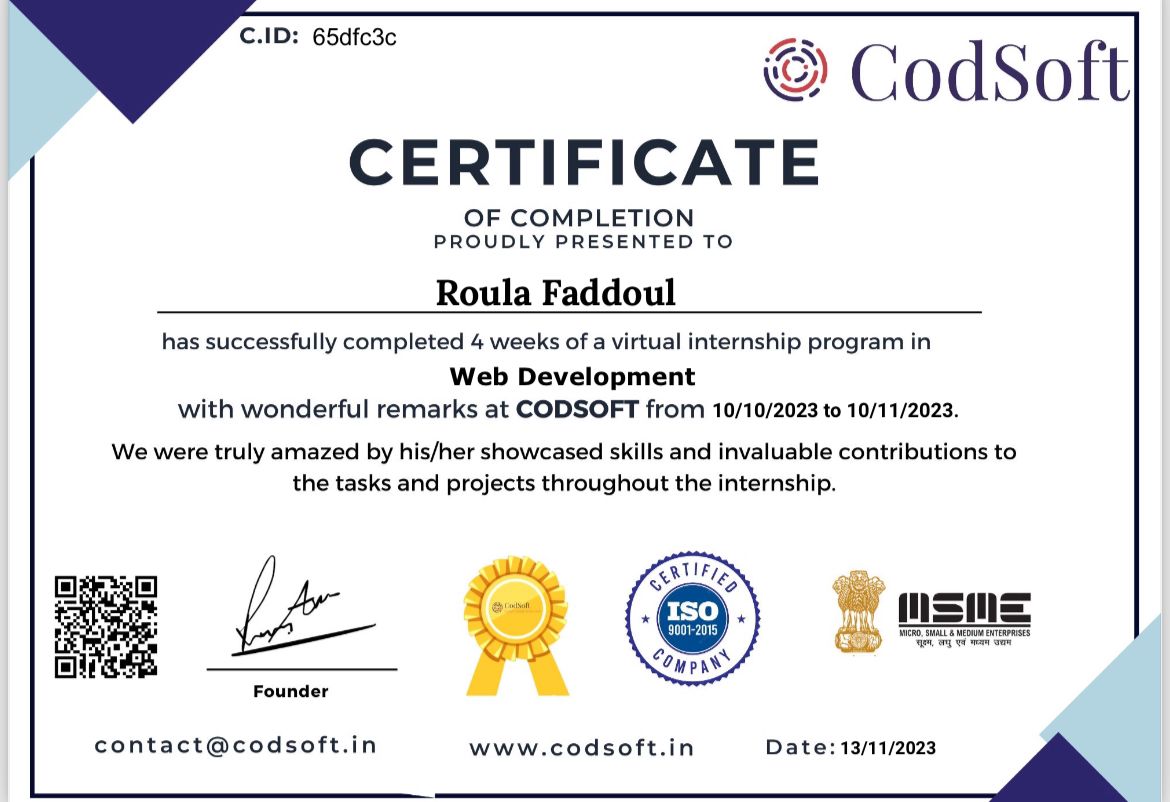 C.ID: 65dfc3c
CodSoft
CERTIFICATE
OF COMPLETION
PROUDLY PRESENTED TO
Roula Faddoul
has successfully completed 4 weeks of a virtual internship program in
Web Development
with wonderful remarks at CODSOFT from 10/10/2023 to 10/11/2023.
We were truly amazed by his/her showcased skills and invaluable contributions to
the tasks and projects throughout the internship.
Founder
CodSoft
CERTIFIED
ISO
9001-2015
COMPANY
MSME
MICRO, SMALL & MEDIUM ENTERPRISES
सूक्ष्म, लघु एवं मध्यम उद्यम
contact@codsoft.in
www.codsoft.in
Date: 13/11/2023